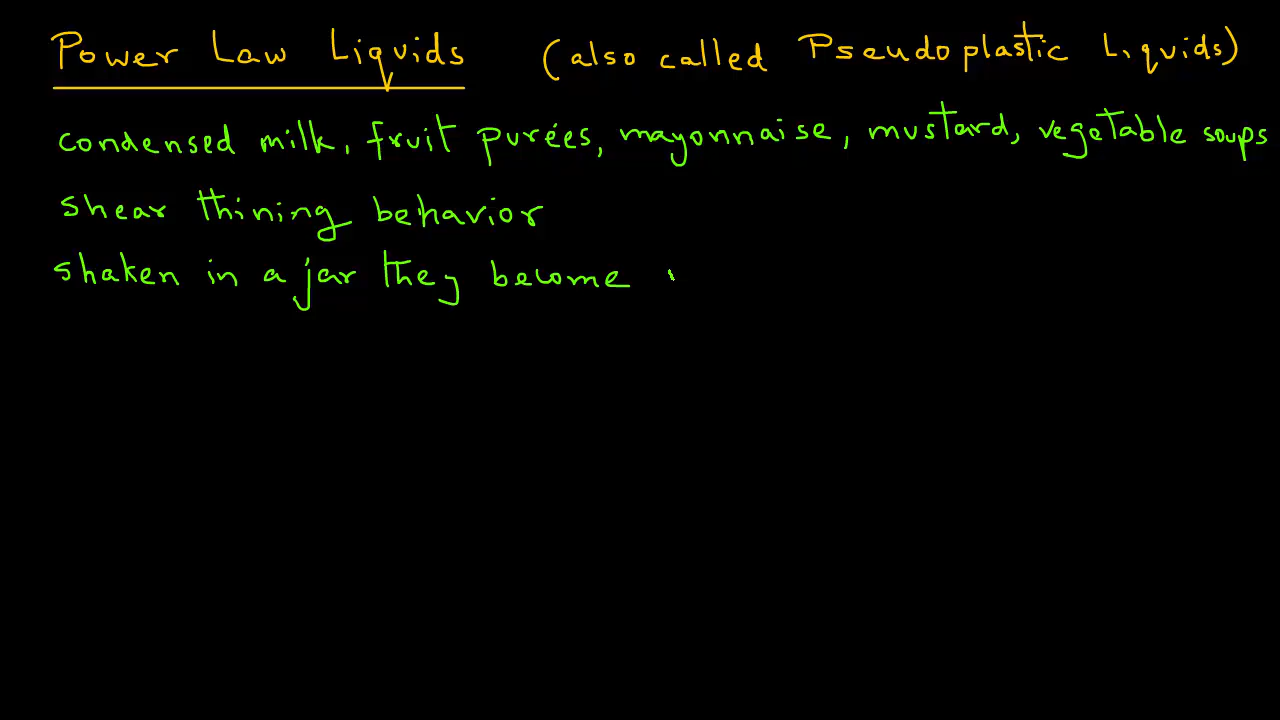 Power Law Liquids (also called Pseudoplastic Liquids)
condensed milk, fruit purées, mayonnaise, mustard, vegetable soups
shear thining behavior
shaken in a jar they become